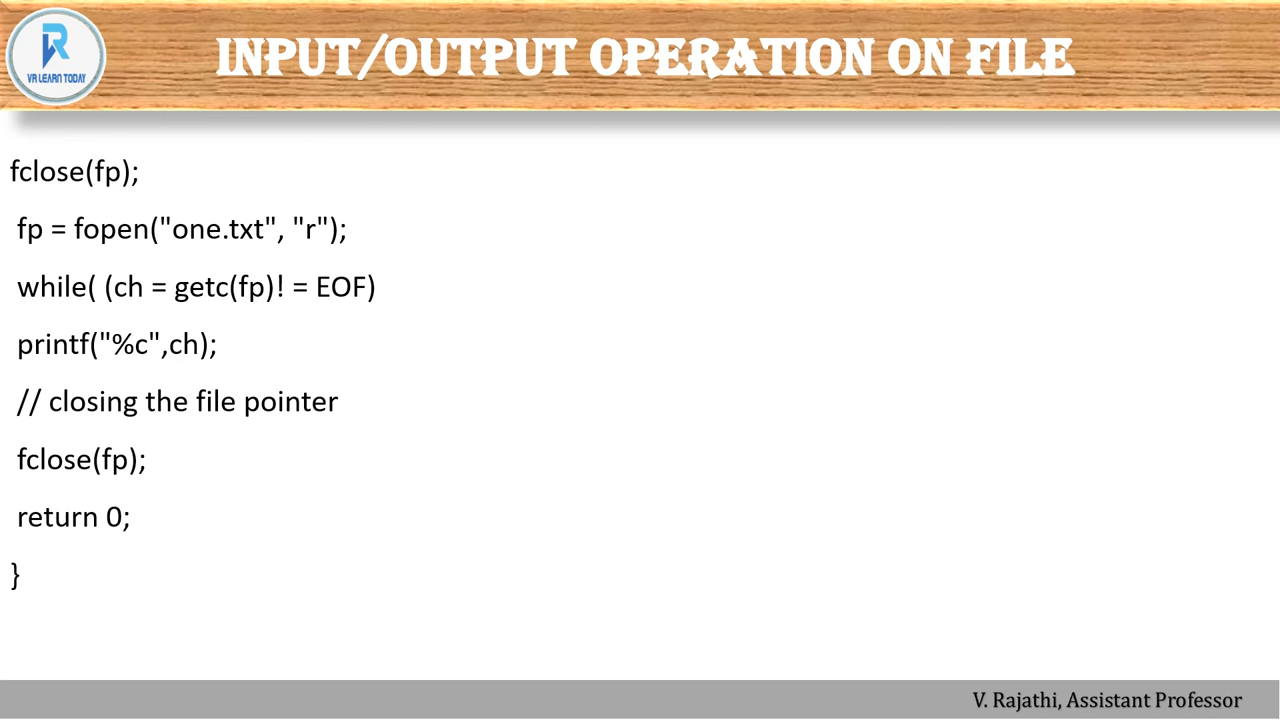 VR LEARN TODAY
INPUT/OUTPUT OPERATION ON FILE
fclose(fp);
fp = fopen("one.txt", "r");
while( (ch = getc(fp)! = EOF)
printf("%c",ch);
// closing the file pointer
fclose(fp);
return 0;
}
V. Rajathi, Assistant Professor